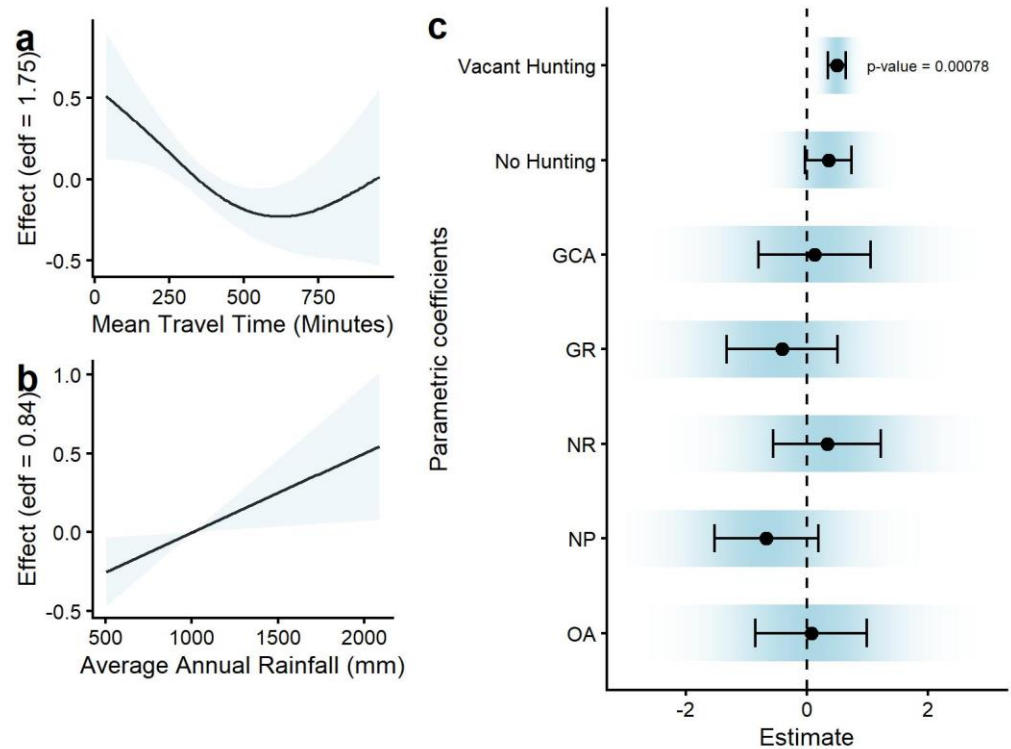 a
Effect (edf = 1.75)
0.5
0.0
-0.5
0 250 500 750
Mean Travel Time (Minutes)
b
Effect (edf = 0.84)
1.0
0.5
0.0
-0.5
500 1000 1500 2000
Average Annual Rainfall (mm)
c
Parametric coefficients
Vacant Hunting
p-value = 0.00078
No Hunting
GCA
GR
NR
NP
OA
-2 0 2
Estimate